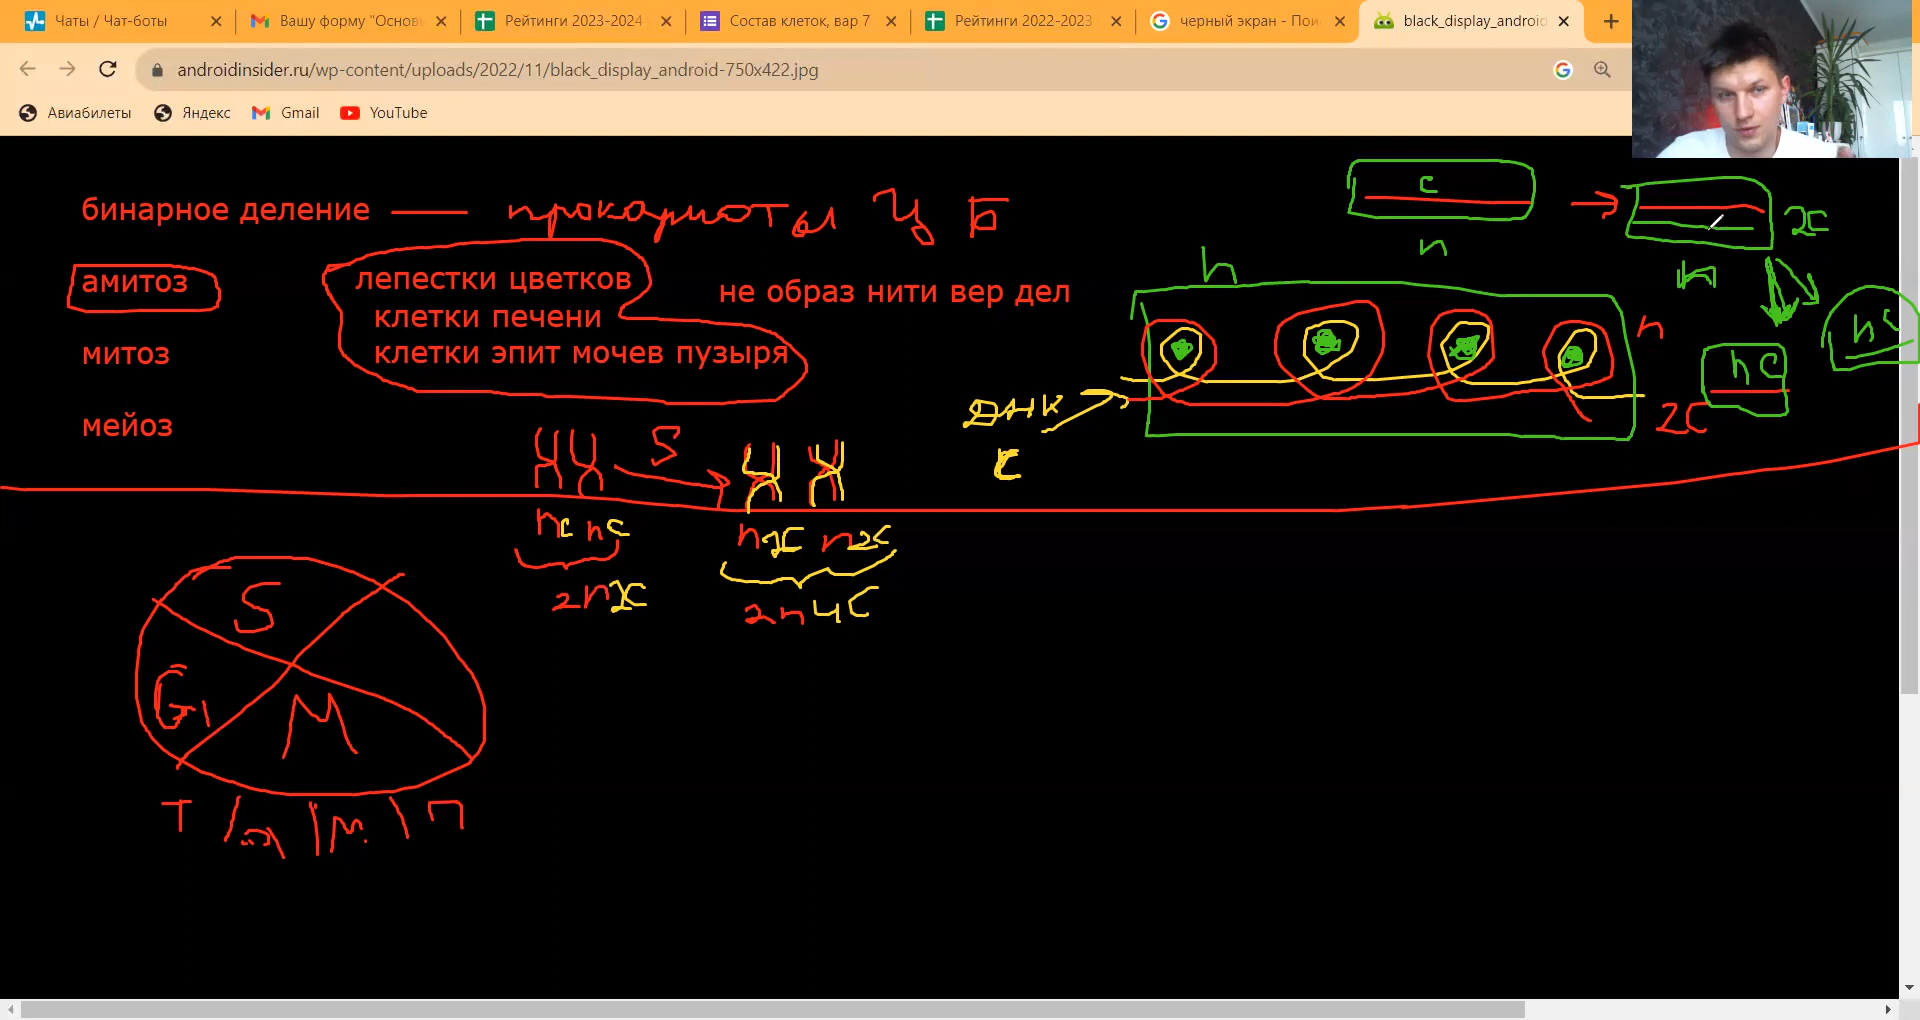 Чаты / Чат-боты
Вашу форму "Основ
Рейтинги 2023-2024
Состав клеток, вар 7
Рейтинги 2022-2023
черный экран - Пои
black_display_android
androidinsider.ru/wp-content/uploads/2022/11/black_display_android-750x422.jpg
Авиабилеты
Яндекс
Gmail
YouTube
бинарное деление — прокариоты Ц Б
амитоз
лепестки цветков
клетки печени
клетки эпит мочев пузыря
не образ нити вер дел
митоз
мейоз
c
n
2c
n
n
n
2c
nc
nc
ДНК
c
S
nc nc
2n2c
n2c n2c
2n4c
S
G1
M
Т / А / М / П